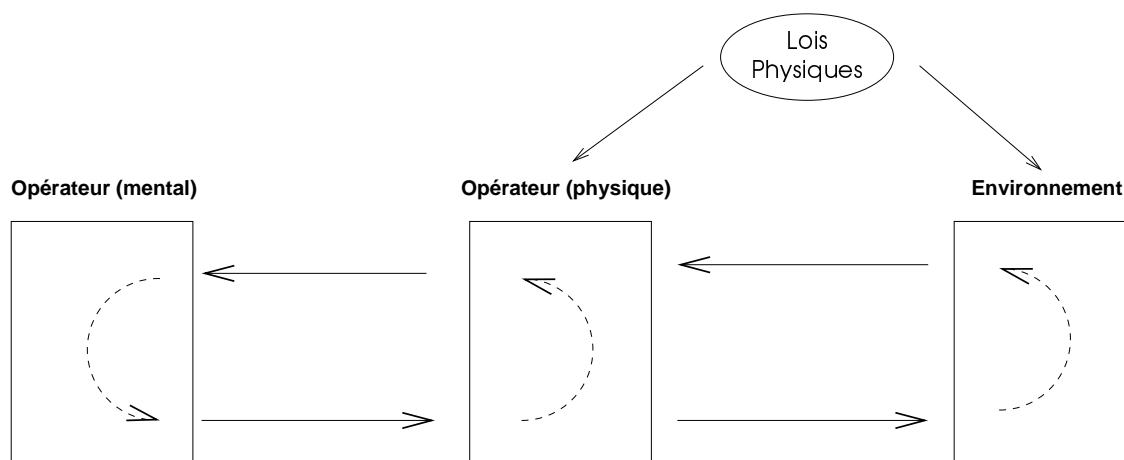 Lois
Physiques
Opérateur (mental)
Opérateur (physique)
Environnement